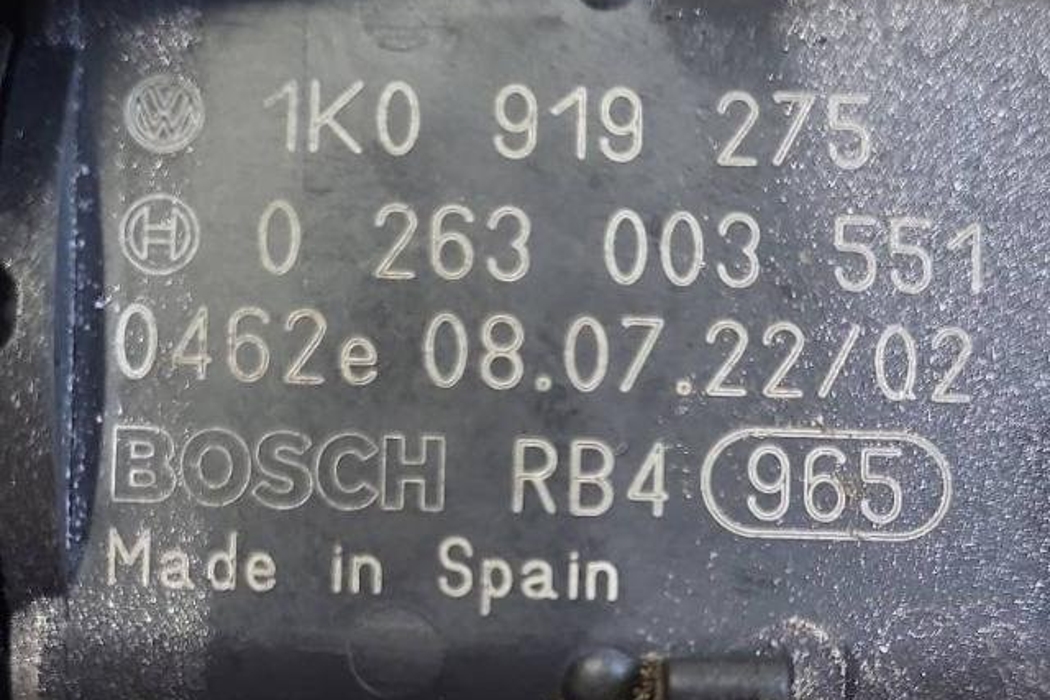 1K0 919 275
0 263 003 551
0462e 08.07.22/02
BOSCH RB4 965
Made in Spain